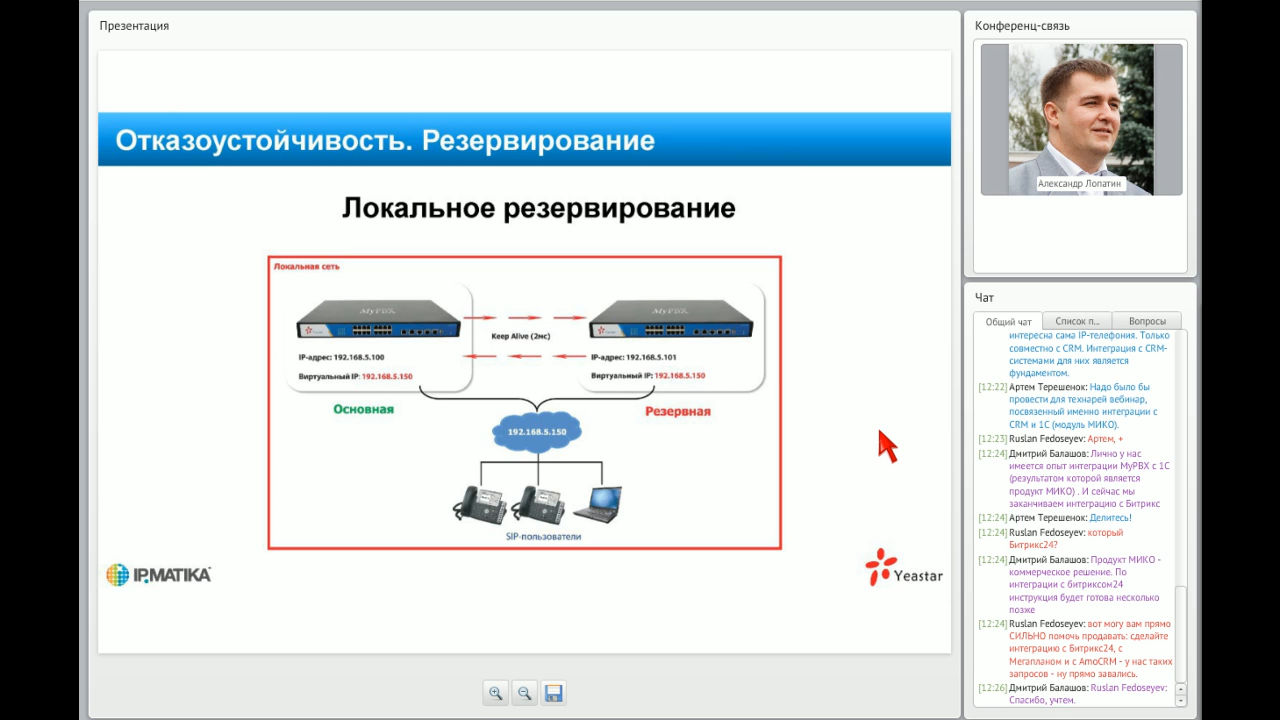 Презентация
Отказоустойчивость. Резервирование
Локальное резервирование
Локальная сеть
MyPBX
MyPBX
Keep Alive (2мс)
IP-адрес: 192.168.5.100
IP-адрес: 192.168.5.101
Виртуальный IP: 192.168.5.150
Виртуальный IP: 192.168.5.150
Основная
Резервная
192.168.5.150
SIP-пользователи
IPMATIKA
Yeastar
Конференц-связь
Александр Лопатин
Чат
Общий чат
Список п...
Вопросы
интересна сама IP-телефония. Только
совместно с CRM. Интеграция с CRM-
системами для них является
фундаментом.
[12:22] Артем Терешенок: Надо было бы
провести для технарей вебинар,
посвязенный именно интеграции с
CRM и 1С (модуль МИКО).
[12:23] Ruslan Fedoseyev: Артем, +
[12:24] Дмитрий Балашов: Лично у нас
имеется опыт интеграции MyPBX с 1С
(результатом которой является
продукт МИКО) . И сейчас мы
заканчиваем интеграцию с Битрикс
[12:24] Артем Терешенок: Делитесь!
[12:24] Ruslan Fedoseyev: который
Битрикс24?
[12:24] Дмитрий Балашов: Продукт МИКО -
коммерческое решение. По
интеграции с битриксом24
инструкция будет готова несколько
позже
[12:24] Ruslan Fedoseyev: вот могу вам прямо
СИЛЬНО помочь продавать: сделайте
интеграцию с Битрикс24, с
Мегапланом и с AmoCRM - у нас таких
запросов - ну прямо завались.
[12:26] Дмитрий Балашов: Ruslan Fedoseyev:
Спасибо, учтем.